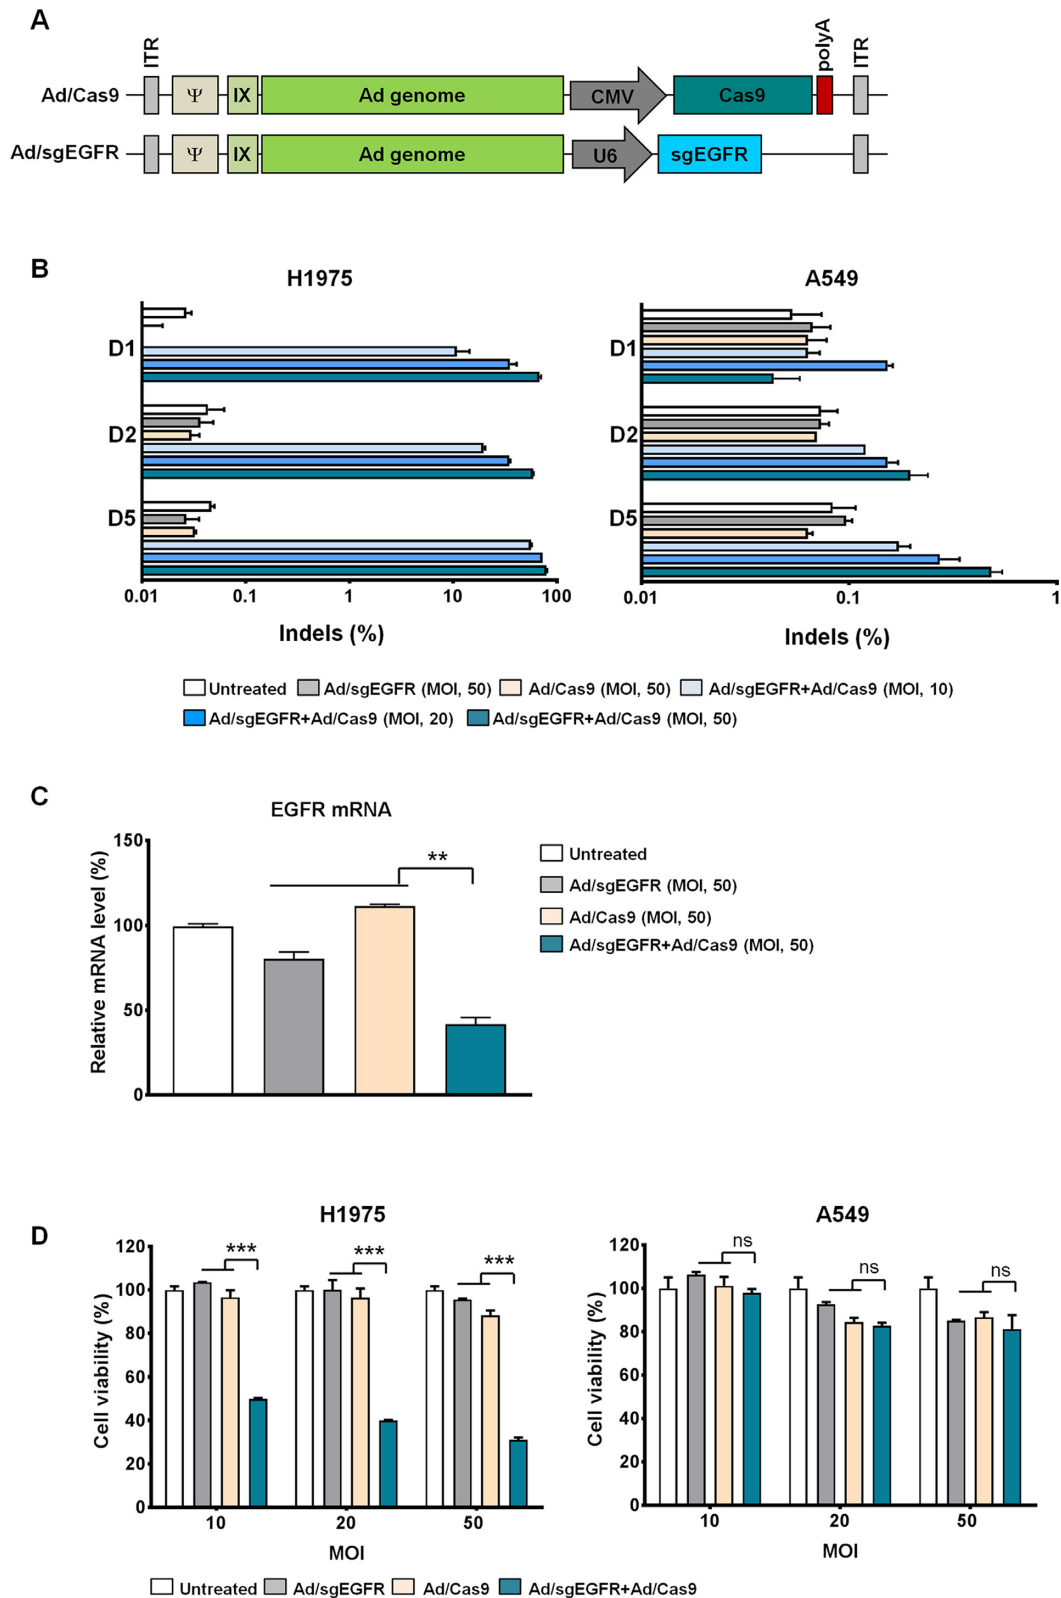 A
ITR
polyA
ITR
Ad/Cas9
Ψ
IX
Ad genome
CMV
Cas9
Ad/sgEGFR
Ψ
IX
Ad genome
U6
sgEGFR
B
H1975
A549
D1
D2
D5
0.01
0.1
1
10
100
Indels (%)
D1
D2
D5
0.01
0.1
1
Indels (%)
Untreated
Ad/sgEGFR (MOI, 50)
Ad/Cas9 (MOI, 50)
Ad/sgEGFR+Ad/Cas9 (MOI, 10)
Ad/sgEGFR+Ad/Cas9 (MOI, 20)
Ad/sgEGFR+Ad/Cas9 (MOI, 50)
C
EGFR mRNA
Relative mRNA level (%)
150
100
50
0
**
Untreated
Ad/sgEGFR (MOI, 50)
Ad/Cas9 (MOI, 50)
Ad/sgEGFR+Ad/Cas9 (MOI, 50)
D
H1975
Cell viability (%)
120
100
80
60
40
20
0
***
***
***
10
20
50
MOI
A549
Cell viability (%)
120
100
80
60
40
20
0
ns
ns
ns
10
20
50
MOI
Untreated
Ad/sgEGFR
Ad/Cas9
Ad/sgEGFR+Ad/Cas9